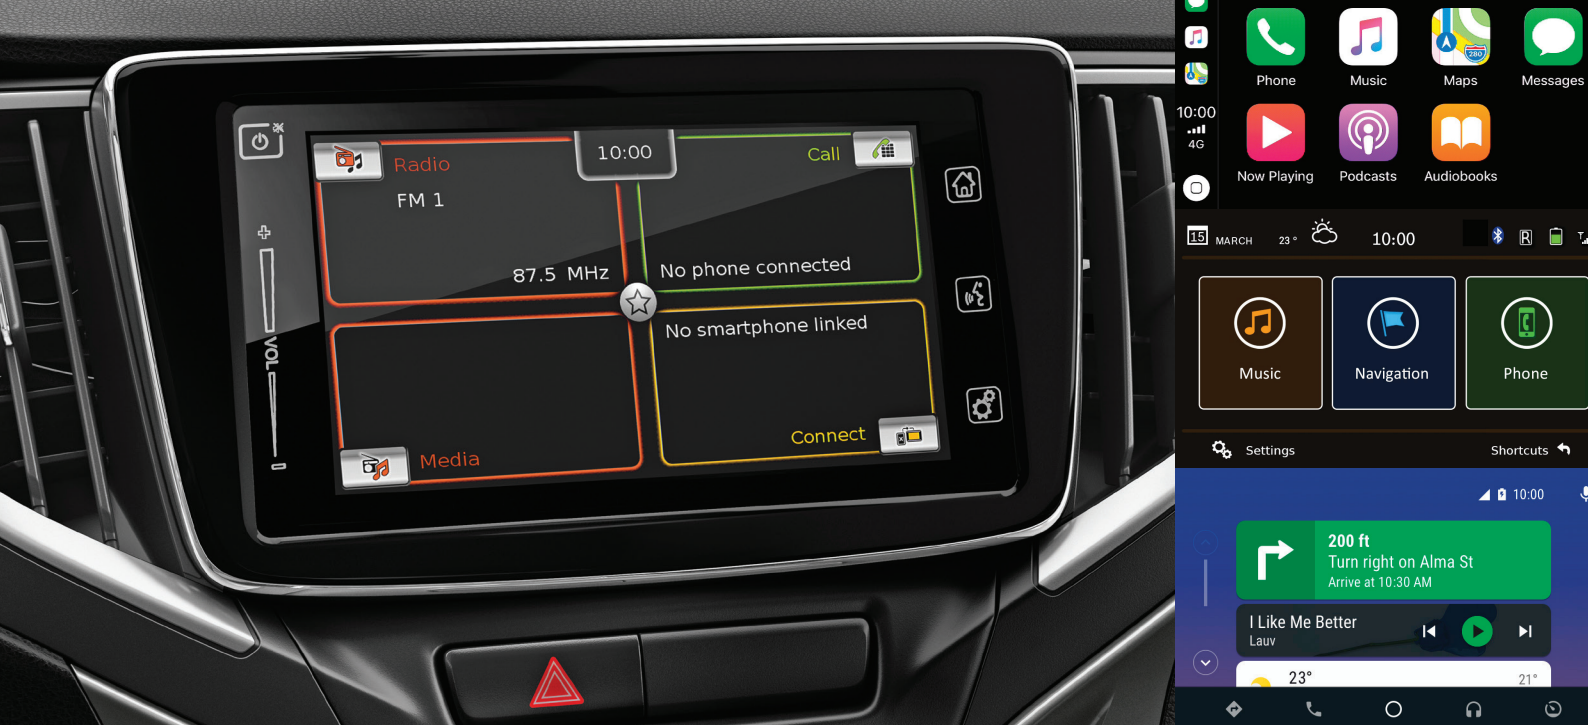 Radio
10:00
Call
FM 1
87.5 MHz
No phone connected
No smartphone linked
VOL
Media
Connect
Phone
Music
Maps
Messages
280
10:00
4G
Now Playing
Podcasts
Audiobooks
15 MARCH
23 °
10:00
R
Music
Navigation
Phone
Settings
Shortcuts
10:00
200 ft
Turn right on Alma St
Arrive at 10:30 AM
I Like Me Better
Lauv
23°
21°